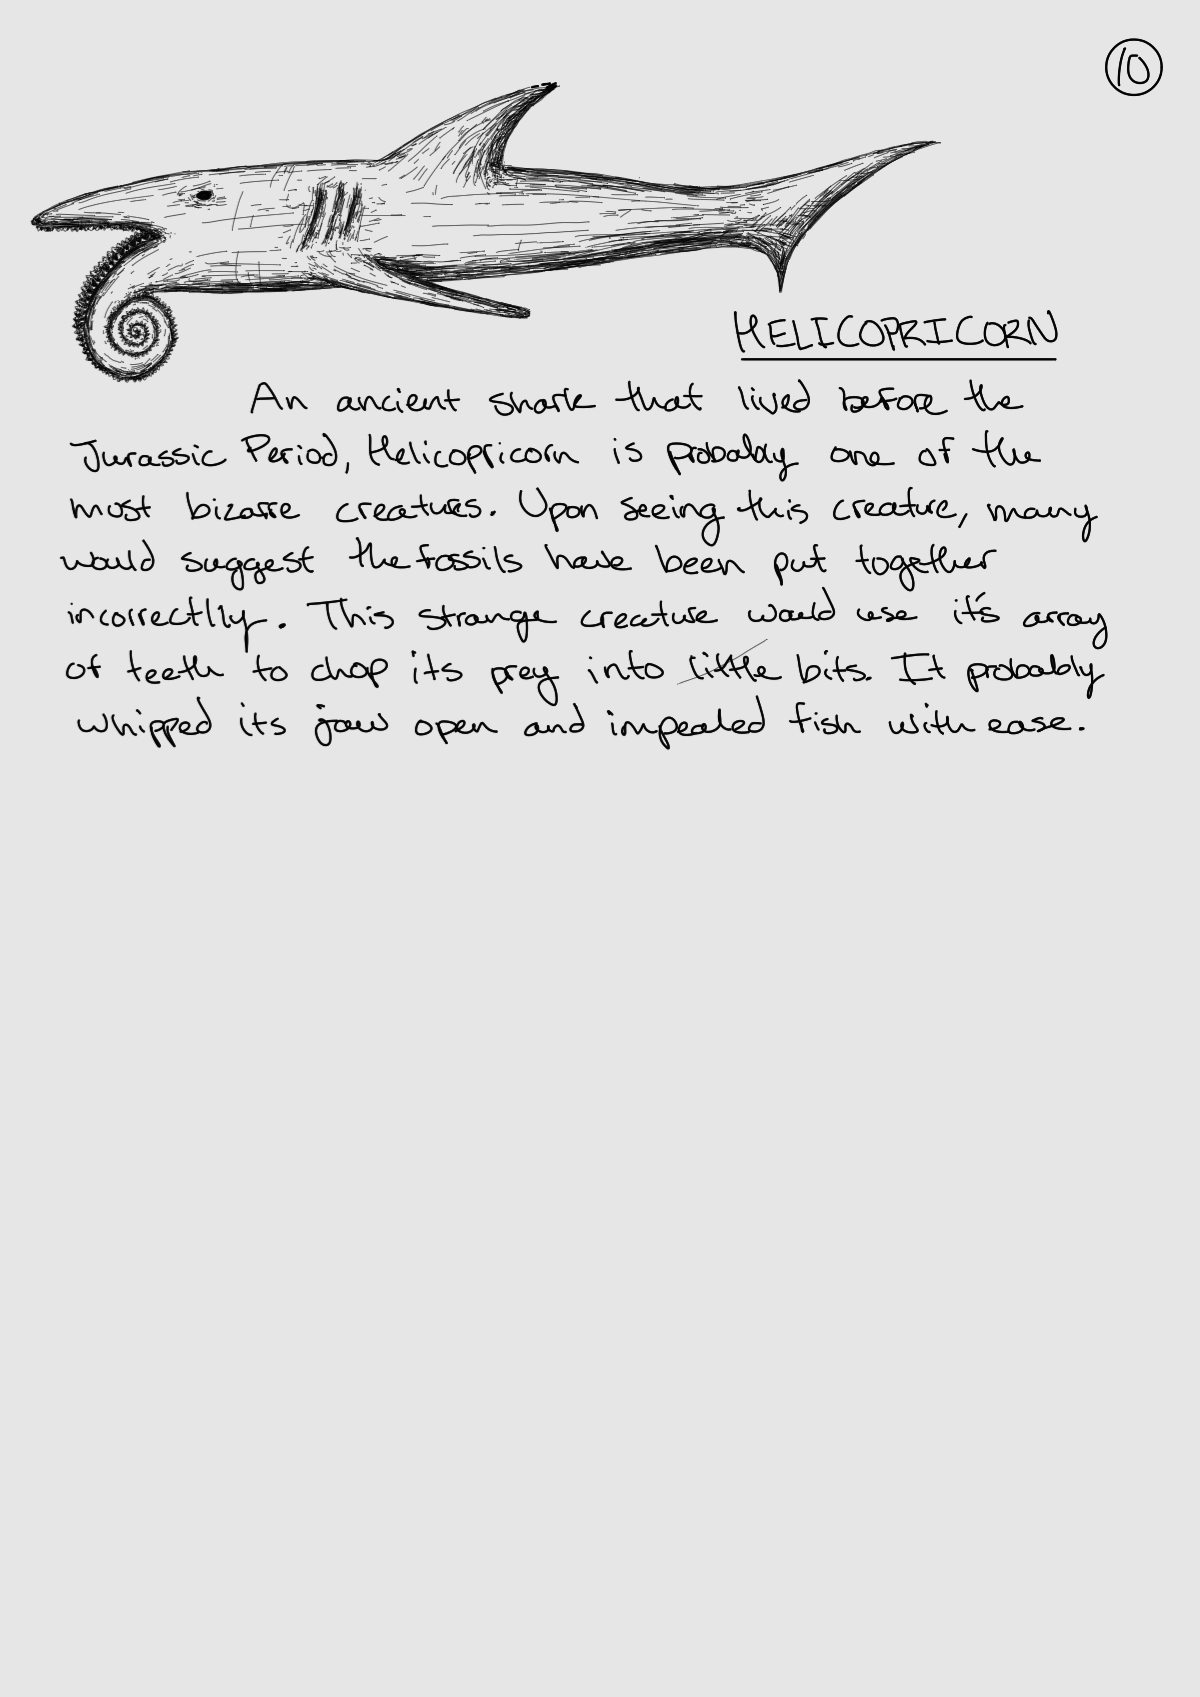 10
HELICOPRICORN
An ancient shark that lived before the
Jurassic Period, Helicopricorn is probably one of the
most bizarre creatures. Upon seeing this creature, many
would suggest the fossils have been put together
incorrectlly. This strange creature would use it's array
of teeth to chop its prey into little bits. It probably
whipped its jaw open and impealed fish with ease.